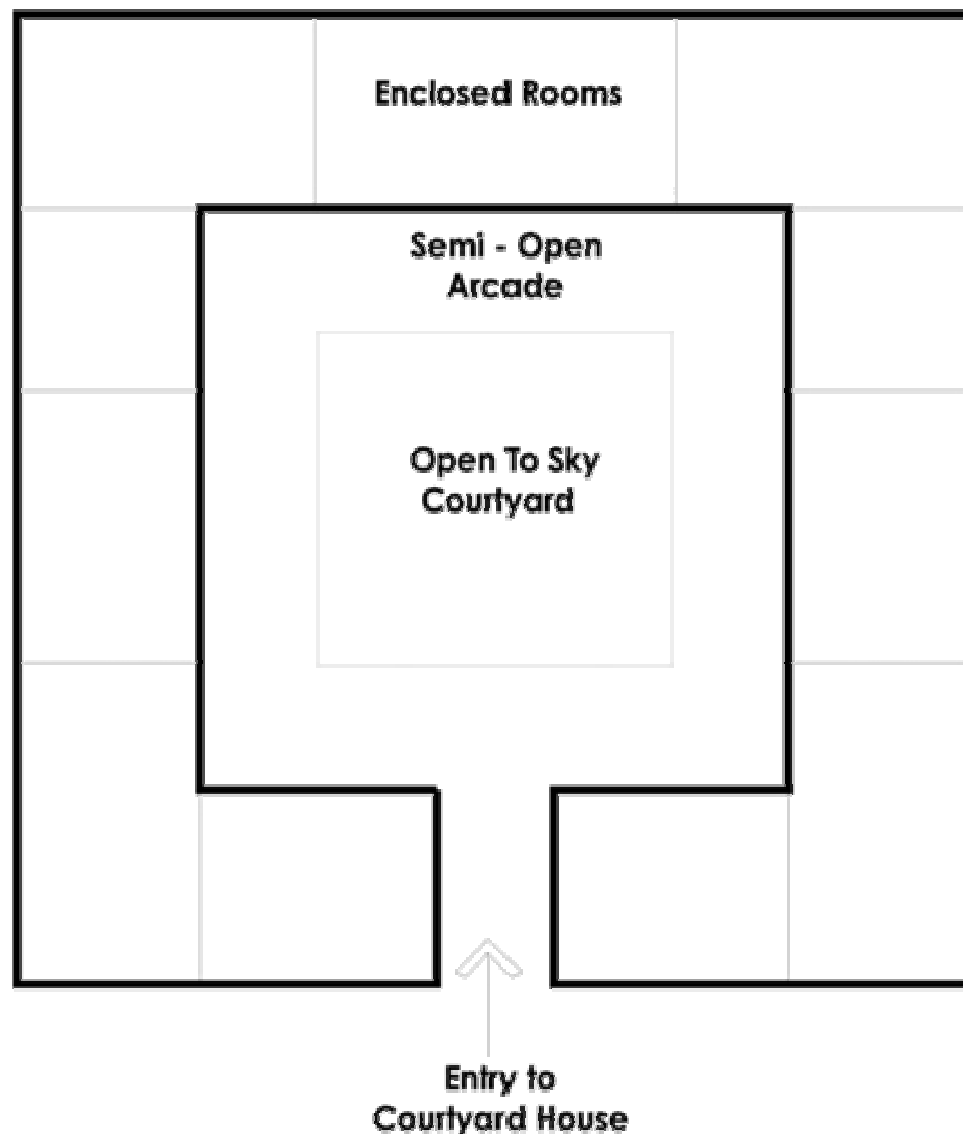 Enclosed Rooms
Semi - Open
Arcade
Open To Sky
Courtyard
Entry to
Courtyard House